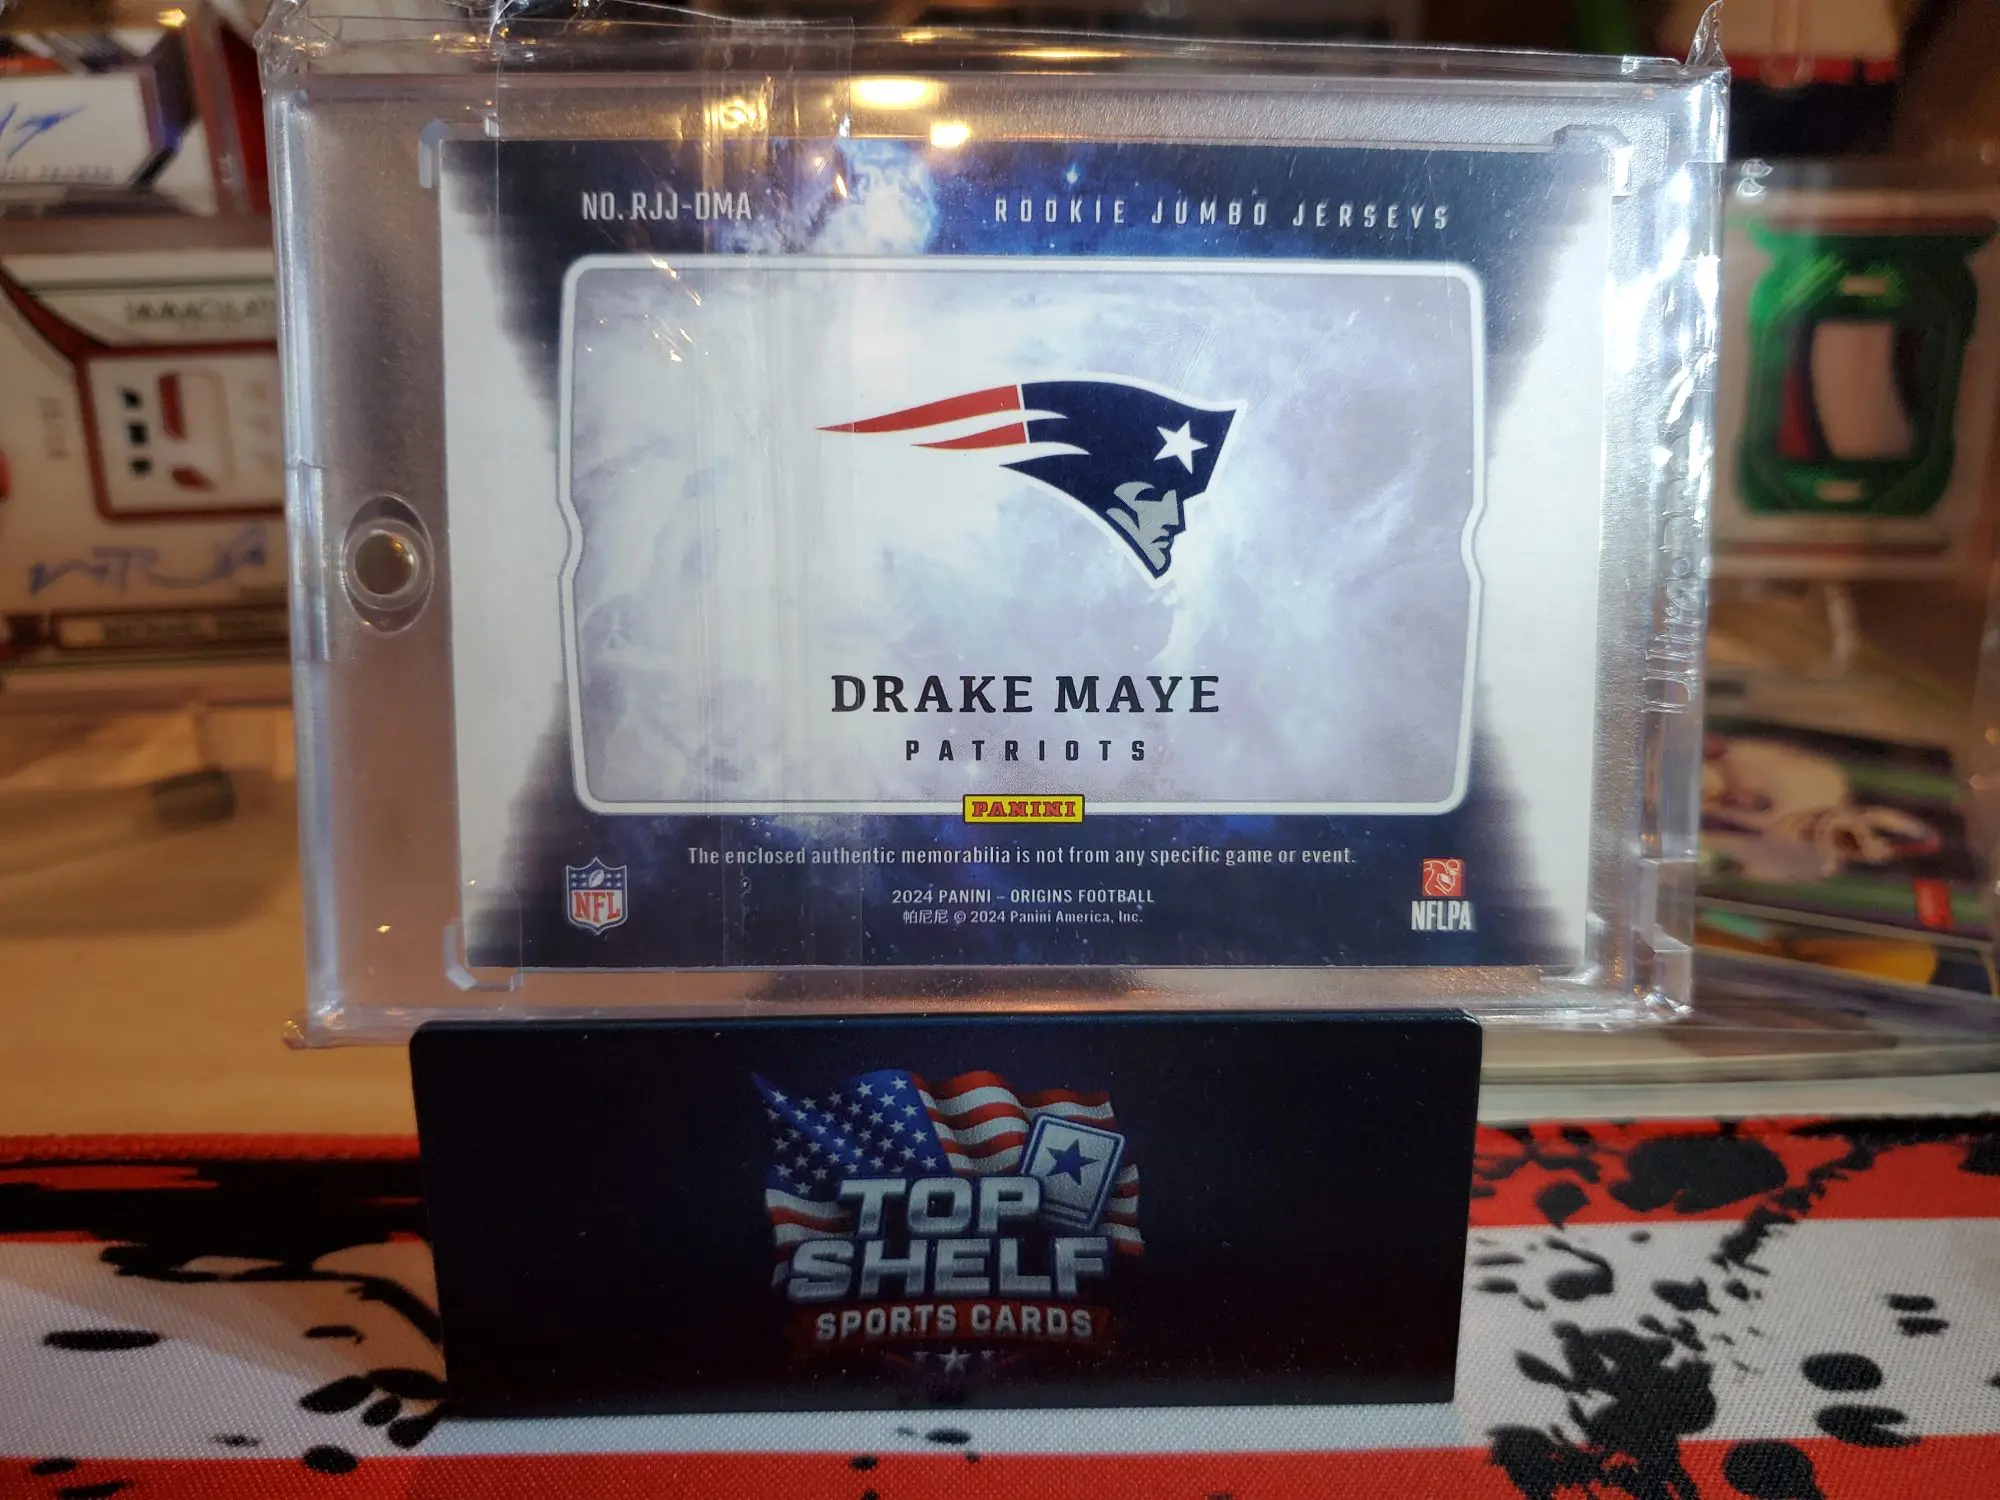 NO. RJJ-DMA
ROOKIE JUMBO JERSEYS
DRAKE MAYE
PATRIOTS
PANINI
The enclosed authentic memorabilia is not from any specific game or event.
2024 PANINI – ORIGINS FOOTBALL
帕尼尼 © 2024 Panini America, Inc.
NFL
NFLPA
IMMACULATE
TOP
SHELF
SPORTS CARDS